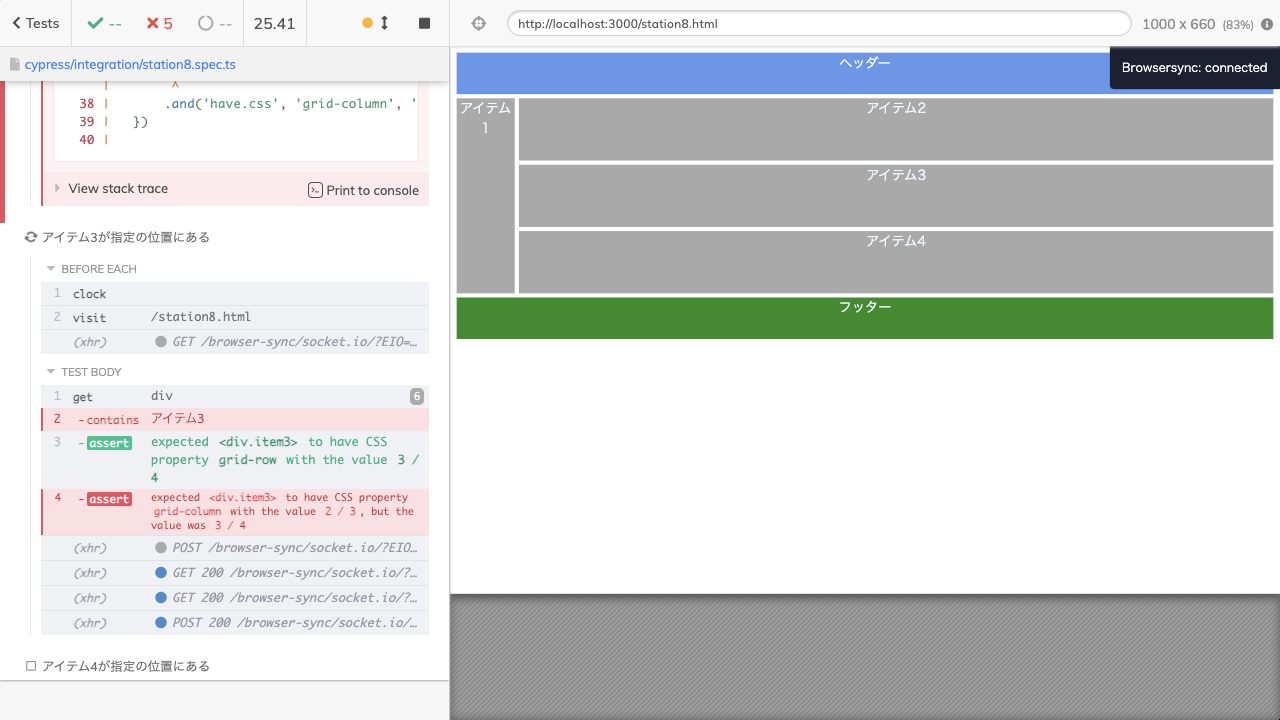 Tests
--
5
--
25.41
http://localhost:3000/station8.html
1000 x 660 (83%)
cypress/integration/station8.spec.ts
Browsersync: connected
| ^
38 | .and('have.css', 'grid-column', '
39 | })
40 |
View stack trace
Print to console
アイテム3が指定の位置にある
BEFORE EACH
1 clock
2 visit /station8.html
(xhr) GET /browser-sync/socket.io/?EIO=…
TEST BODY
1 get div 6
2 -contains アイテム3
3 -assert expected <div.item3> to have CSS
property grid-row with the value 3 /
4
4 -assert expected <div.item3> to have CSS property
grid-column with the value 2 / 3, but the
value was 3 / 4
(xhr) POST /browser-sync/socket.io/?EIO…
(xhr) GET 200 /browser-sync/socket.io/?…
(xhr) GET 200 /browser-sync/socket.io/?…
(xhr) POST 200 /browser-sync/socket.io/…
アイテム4が指定の位置にある
ヘッダー
アイテム
1
アイテム2
アイテム3
アイテム4
フッター